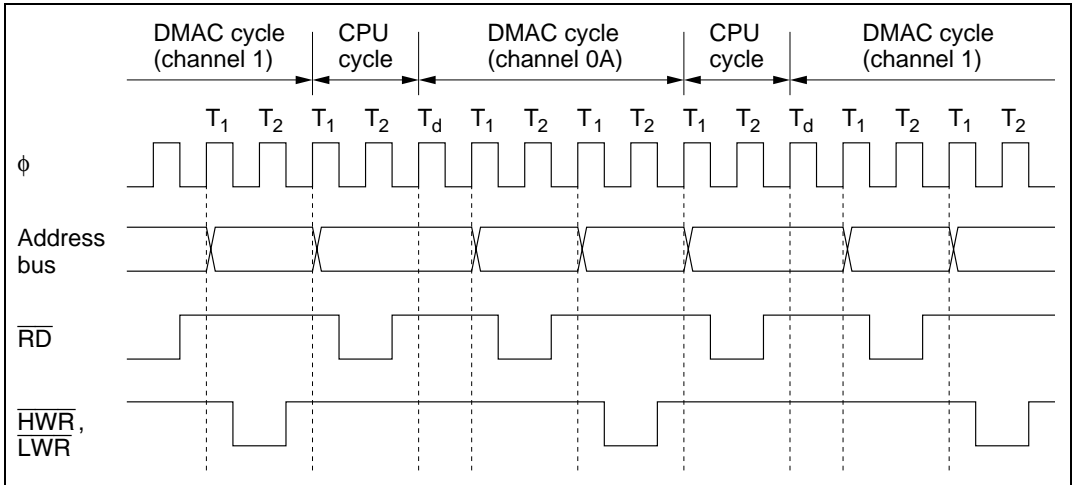 DMAC cycle (channel 1)
CPU cycle
DMAC cycle (channel 0A)
CPU cycle
DMAC cycle (channel 1)
T1 T2 T1 T2 Td T1 T2 T1 T2 T1 T2 Td T1 T2 T1 T2
ϕ
Address
bus
RD
HWR,
LWR